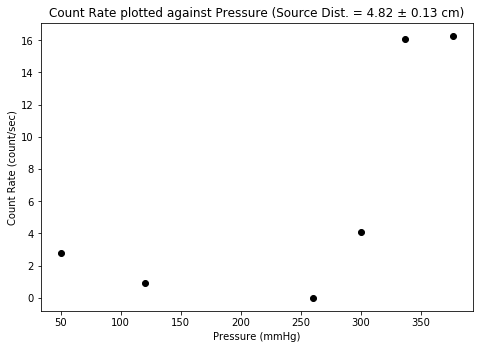 Count Rate plotted against Pressure (Source Dist. = 4.82 ± 0.13 cm)
16
14
12
10
8
6
4
2
0
Count Rate (count/sec)
50 100 150 200 250 300 350
Pressure (mmHg)